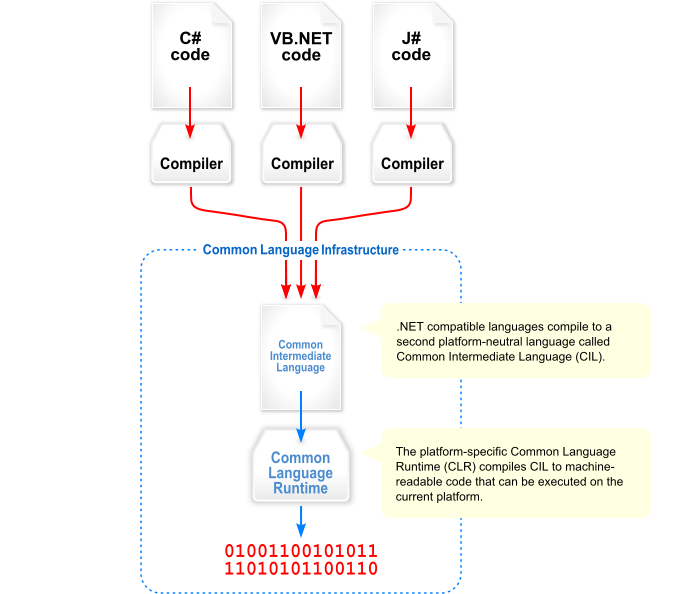 C#
code
VB.NET
code
J#
code
Compiler
Compiler
Compiler
Common Language Infrastructure
Common
Intermediate
Language
.NET compatible languages compile to a
second platform-neutral language called
Common Intermediate Language (CIL).
Common
Language
Runtime
The platform-specific Common Language
Runtime (CLR) compiles CIL to machine-
readable code that can be executed on the
current platform.
01001100101011
11010101100110